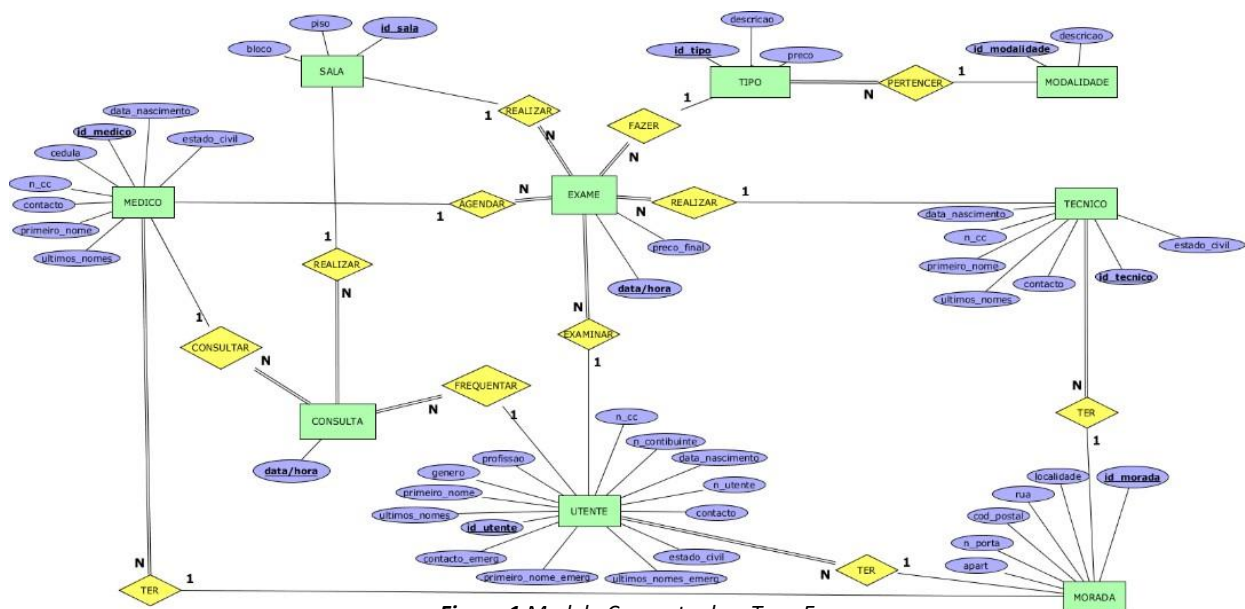 piso
id_sala
bloco
SALA
descricao
id_tipo
preco
TIPO
N
PERTENCER
1
id_modalidade
descricao
MODALIDADE
1
REALIZAR
N
1
FAZER
N
data_nascimento
id_medico
estado_civil
cedula
n_cc
contacto
primeiro_nome
ultimos_nomes
MEDICO
1
AGENDAR
N
EXAME
preco_final
data/hora
N
REALIZAR
1
TECNICO
data_nascimento
n_cc
primeiro_nome
ultimos_nomes
contacto
id_tecnico
estado_civil
1
REALIZAR
N
1
CONSULTAR
N
CONSULTA
data/hora
N
FREQUENTAR
1
N
EXAMINAR
1
N
TER
1
n_cc
n_contibuinte
profissao
data_nascimento
genero
n_utente
primeiro_nome
ultimos_nomes
UTENTE
contacto
id_utente
contacto_emerg
estado_civil
primeiro_nome_emerg
ultimos_nomes_emerg
N
TER
1
localidade
id_morada
rua
cod_postal
n_porta
apart
MORADA
N
TER
1